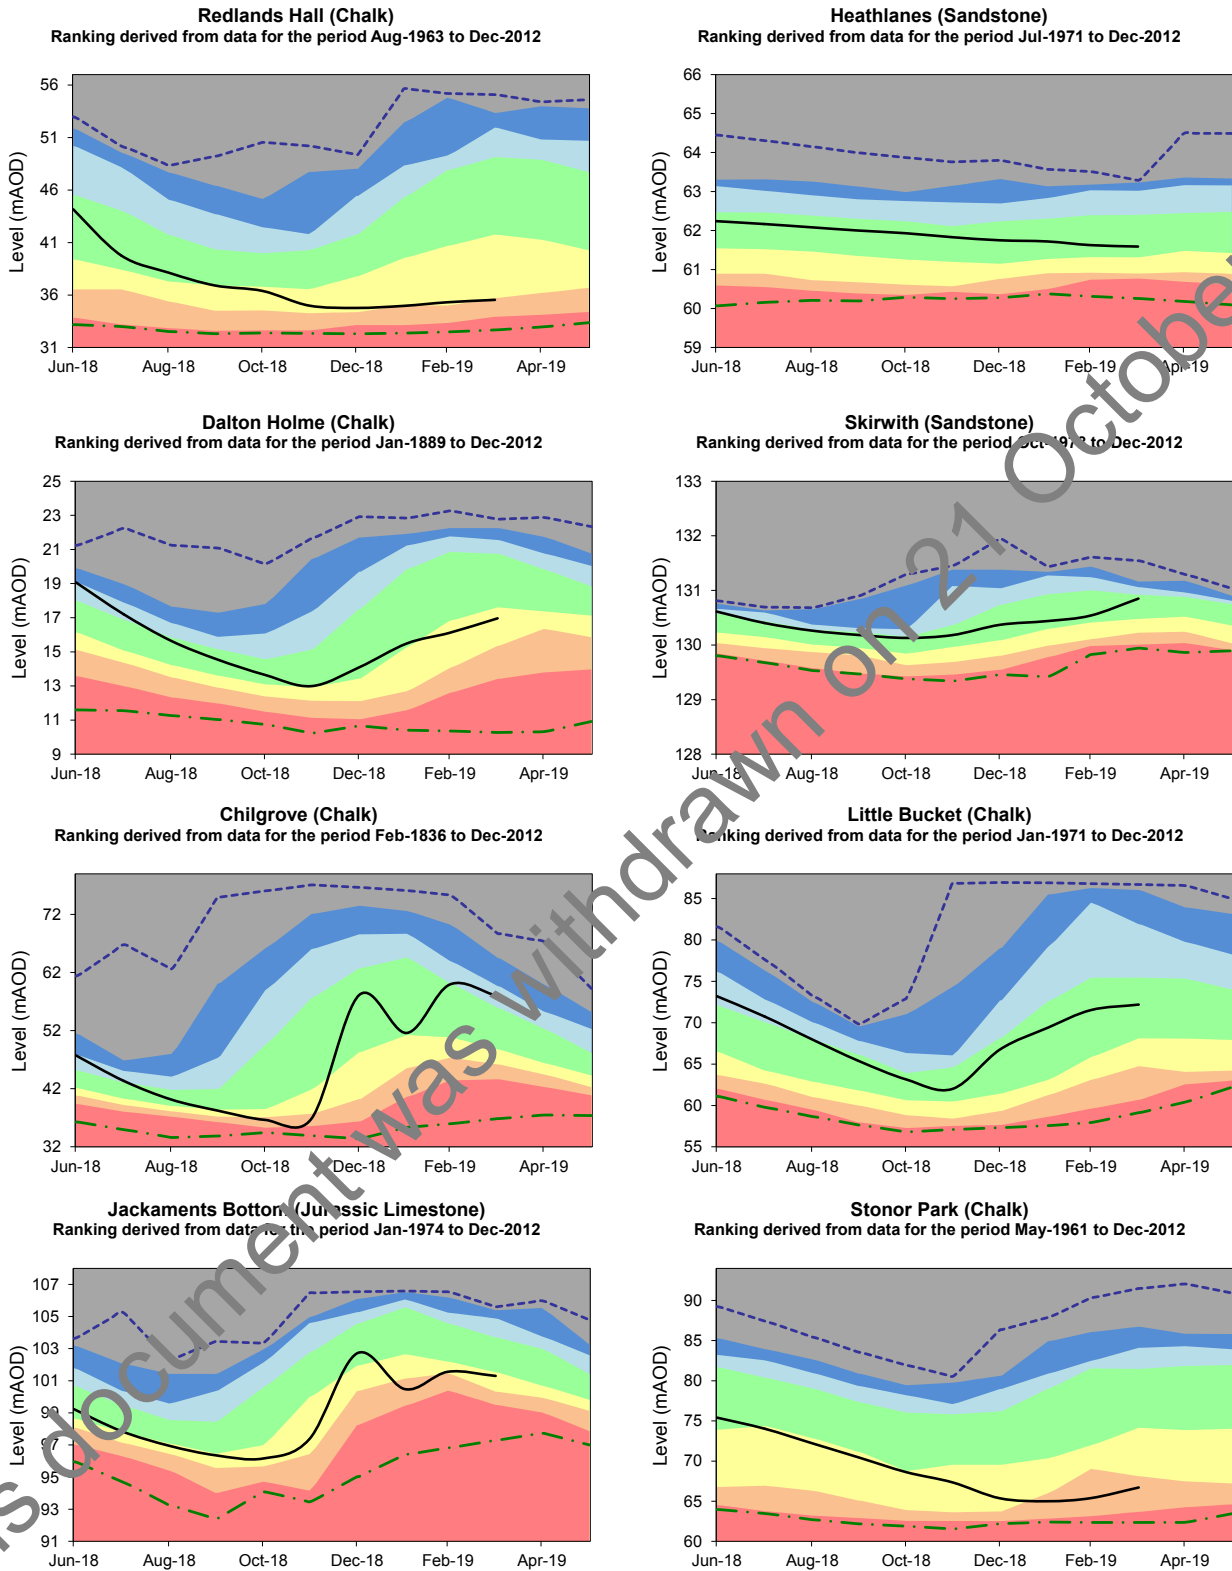 Redlands Hall (Chalk)
Ranking derived from data for the period Aug-1963 to Dec-2012
Level (mAOD)
56
51
46
41
36
31
Jun-18 Aug-18 Oct-18 Dec-18 Feb-19 Apr-19
Heathlanes (Sandstone)
Ranking derived from data for the period Jul-1971 to Dec-2012
Level (mAOD)
66
65
64
63
62
61
60
59
Jun-18 Aug-18 Oct-18 Dec-18 Feb-19 Apr-19
Dalton Holme (Chalk)
Ranking derived from data for the period Jan-1889 to Dec-2012
Level (mAOD)
25
23
21
19
17
15
13
11
9
Jun-18 Aug-18 Oct-18 Dec-18 Feb-19 Apr-19
Skirwith (Sandstone)
Ranking derived from data for the period to Dec-2012
Level (mAOD)
133
132
131
130
129
128
Jun-18 Aug-18 Oct-18 Dec-18 Feb-19 Apr-19
Chilgrove (Chalk)
Ranking derived from data for the period Feb-1836 to Dec-2012
Level (mAOD)
72
62
52
42
32
Jun-18 Aug-18 Oct-18 Dec-18 Feb-19 Apr-19
Little Bucket (Chalk)
Ranking derived from data for the period Jan-1971 to Dec-2012
Level (mAOD)
85
80
75
70
65
60
55
Jun-18 Aug-18 Oct-18 Dec-18 Feb-19 Apr-19
Jackaments Bottom (Jurassic Limestone)
Ranking derived from data for the period Jan-1974 to Dec-2012
Level (mAOD)
107
105
103
101
99
97
95
93
91
Jun-18 Aug-18 Oct-18 Dec-18 Feb-19 Apr-19
Stonor Park (Chalk)
Ranking derived from data for the period May-1961 to Dec-2012
Level (mAOD)
90
85
80
75
70
65
60
Jun-18 Aug-18 Oct-18 Dec-18 Feb-19 Apr-19
document was withdrawn on 21 October